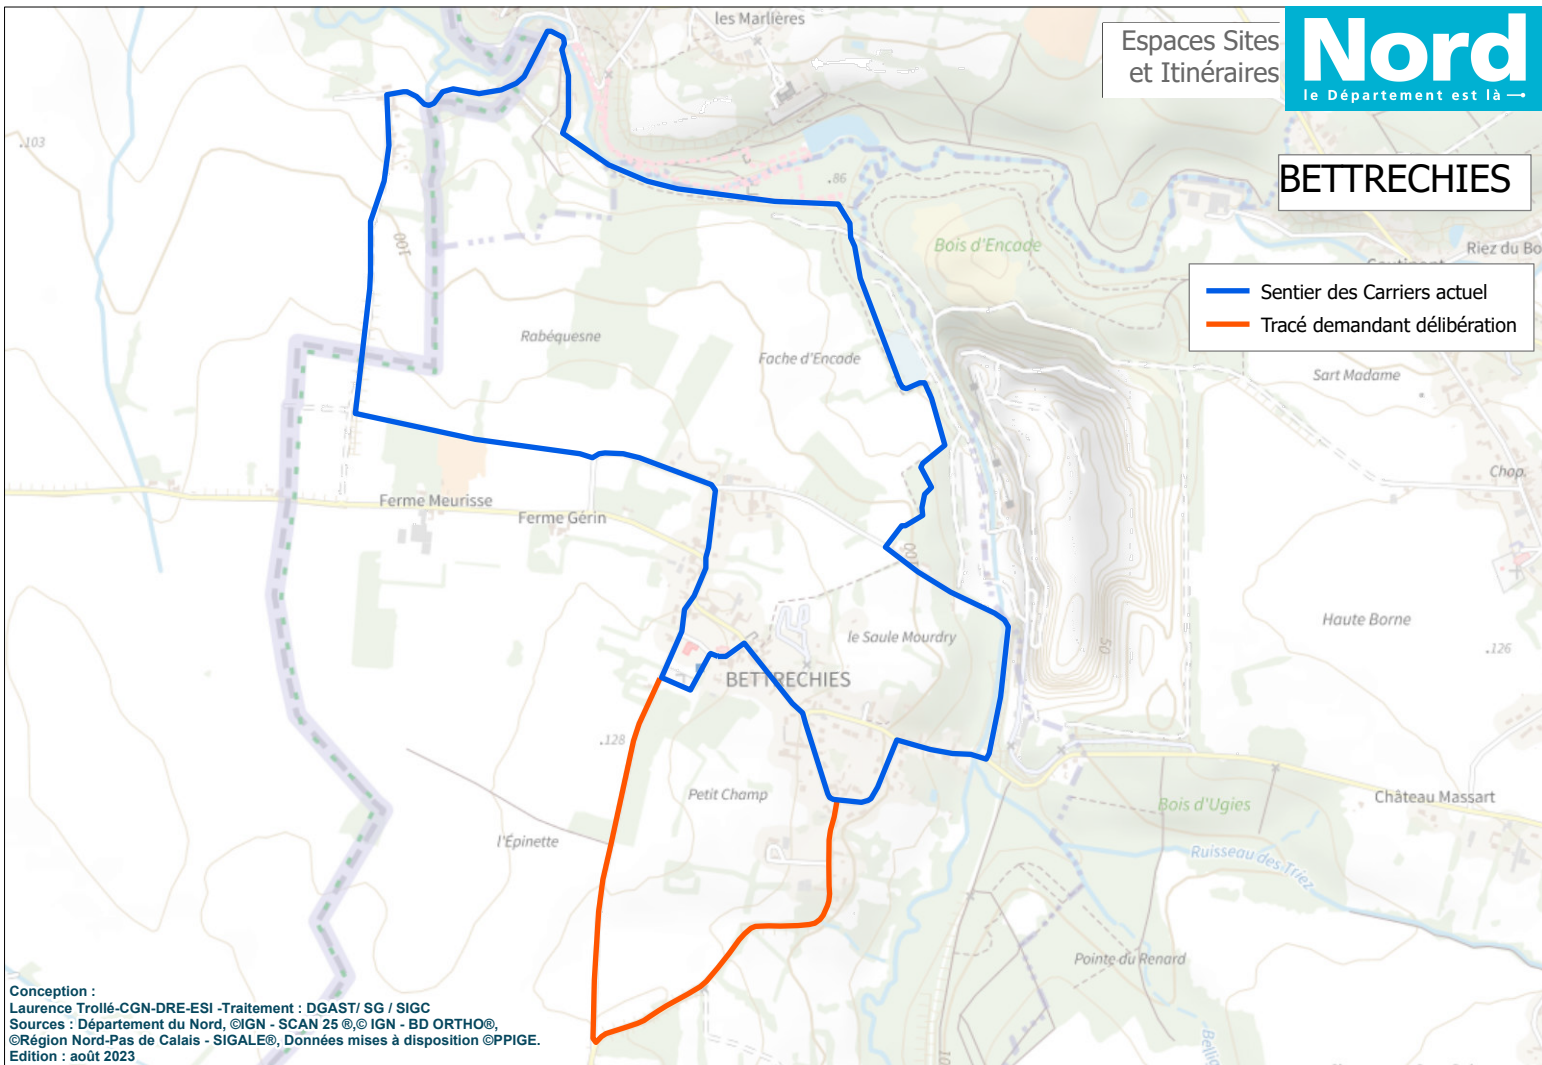 les Marlières
Espaces Sites
et Itinéraires
Nord
le Département est là
BETTRECHIES
.103
.86
Bois d'Encade
Riez du Bo
100
Sentier des Carriers actuel
Tracé demandant délibération
Rabéquesne
Fache d'Encade
Sart Madame
Ferme Meurisse
Ferme Gérin
Chap.
100
Haute Borne
le Saule Mourdry
50
.126
BETTRECHIES
.128
Petit Champ
Château Massart
Bois d'Ugies
l'Épinette
Ruisseau des Triez
Pointe du Renard
Conception :
Laurence Trollé-CGN-DRE-ESI -Traitement : DGAST/ SG / SIGC
Sources : Département du Nord, ©IGN - SCAN 25 ®,© IGN - BD ORTHO®,
©Région Nord-Pas de Calais - SIGALE®, Données mises à disposition ©PPIGE.
Edition : août 2023